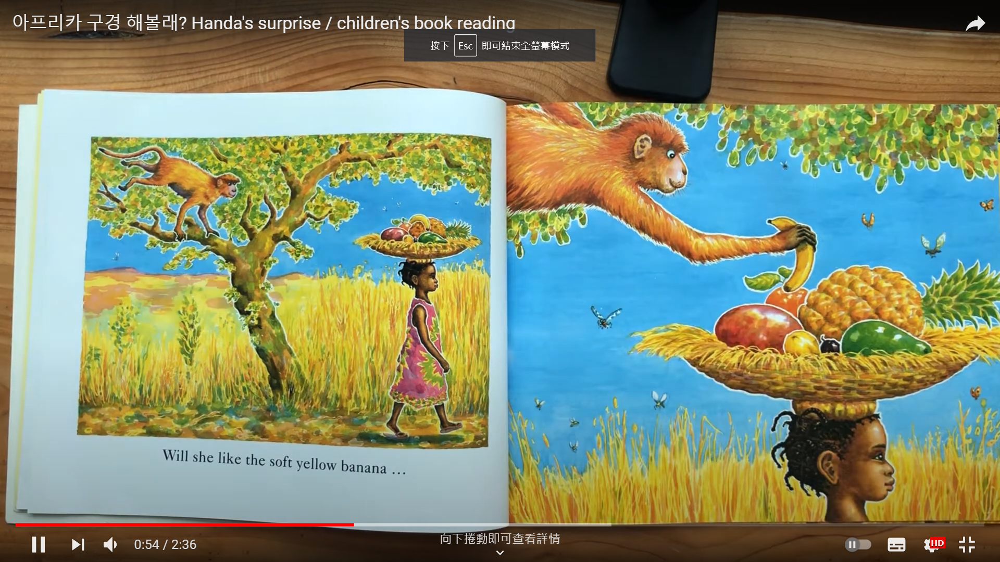 아프리카 구경 해볼래? Handa's surprise / children's book reading
按下 Esc 即可結束全螢幕模式
Will she like the soft yellow banana ...
0:54 / 2:36
向下捲動即可查看詳情
HD